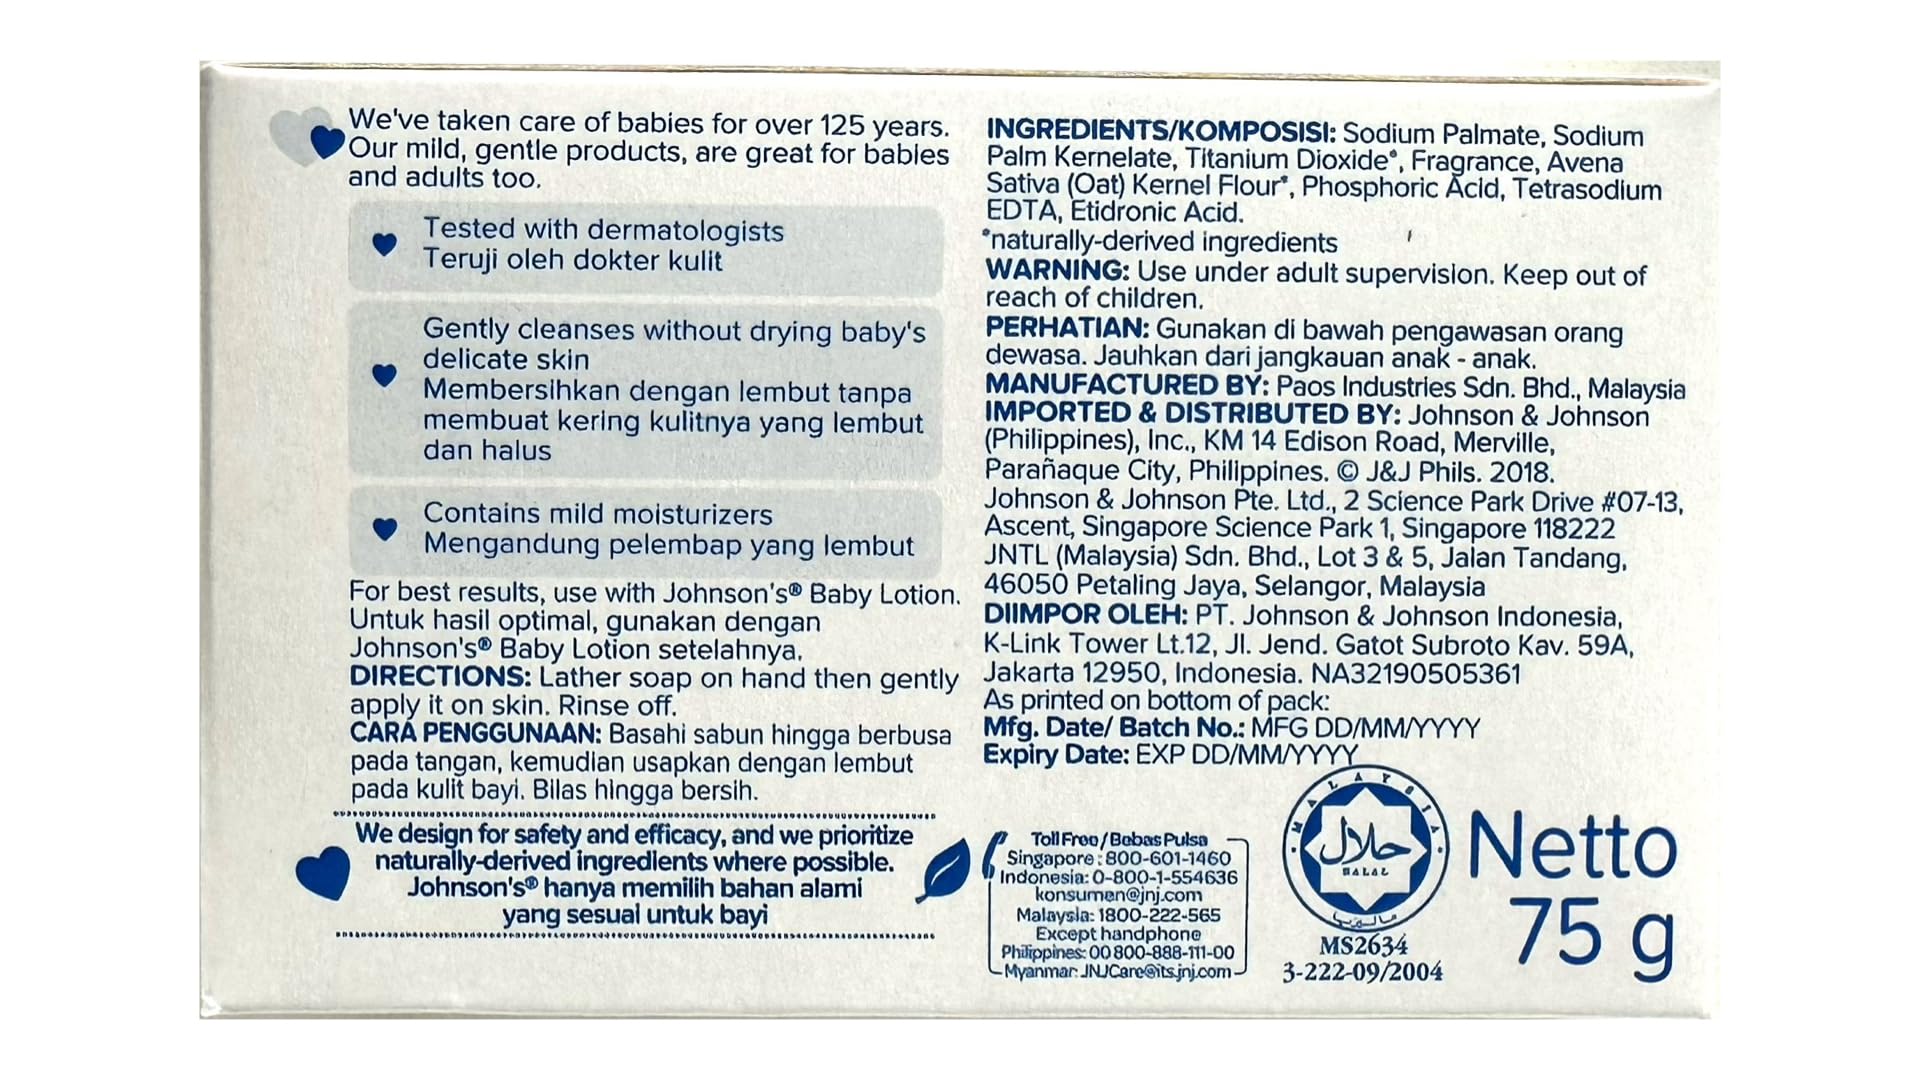 We've taken care of babies for over 125 years.
Our mild, gentle products, are great for babies
and adults too.
Tested with dermatologists
Teruji oleh dokter kulit
Gently cleanses without drying baby's
delicate skin
Membersihkan dengan lembut tanpa
membuat kering kulitnya yang lembut
dan halus
Contains mild moisturizers
Mengandung pelembap yang lembut
For best results, use with Johnson's® Baby Lotion.
Untuk hasil optimal, gunakan dengan
Johnson's® Baby Lotion setelahnya.
DIRECTIONS: Lather soap on hand then gently
apply it on skin. Rinse off.
CARA PENGGUNAAN: Basahi sabun hingga berbusa
pada tangan, kemudian usapkan dengan lembut
pada kulit bayi. Bilas hingga bersih.
We design for safety and efficacy, and we prioritize
naturally-derived ingredients where possible.
Johnson's® hanya memilih bahan alami
yang sesuai untuk bayi
INGREDIENTS/KOMPOSISI: Sodium Palmate, Sodium
Palm Kernelate, Titanium Dioxide*, Fragrance, Avena
Sativa (Oat) Kernel Flour*, Phosphoric Acid, Tetrasodium
EDTA, Etidronic Acid.
*naturally-derived ingredients
WARNING: Use under adult supervision. Keep out of
reach of children.
PERHATIAN: Gunakan di bawah pengawasan orang
dewasa. Jauhkan dari jangkauan anak - anak.
MANUFACTURED BY: Paos Industries Sdn. Bhd., Malaysia
IMPORTED & DISTRIBUTED BY: Johnson & Johnson
(Philippines), Inc., KM 14 Edison Road, Merville,
Parañaque City, Philippines. © J&J Phils. 2018.
Johnson & Johnson Pte. Ltd., 2 Science Park Drive #07-13,
Ascent, Singapore Science Park 1, Singapore 118222
JNTL (Malaysia) Sdn. Bhd., Lot 3 & 5, Jalan Tandang,
46050 Petaling Jaya, Selangor, Malaysia
DIIMPOR OLEH: PT. Johnson & Johnson Indonesia,
K-Link Tower Lt.12, Jl. Jend. Gatot Subroto Kav. 59A,
Jakarta 12950, Indonesia. NA32190505361
As printed on bottom of pack:
Mfg. Date/ Batch No.: MFG DD/MM/YYYY
Expiry Date: EXP DD/MM/YYYY
Toll Free/Bebas Pulsa
Singapore: 800-601-1460
Indonesia: 0-800-1-554636
konsumen@jnj.com
Malaysia: 1800-222-565
Except handphone
Philippines: 00 800-888-111-00
Myanmar: JNJCare@its.jnj.com
MALAYSIA
حلال
HALAL
ماليزيا
MS2634
3-222-09/2004
Netto
75 g